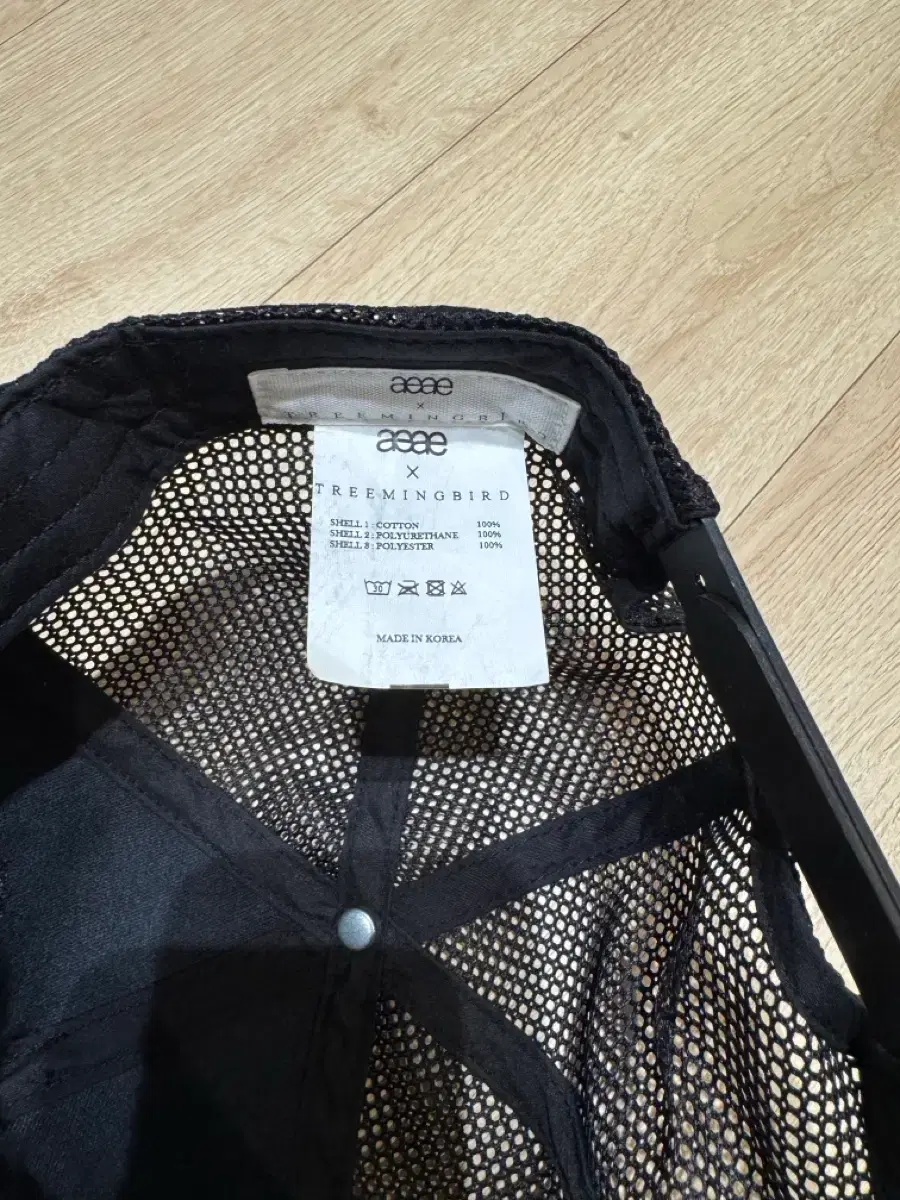 aeae
×
TREEMINGBI
aeae
×
TREEMINGBIRD
SHELL 1 : COTTON 100%
SHELL 2 : POLYURETHANE 100%
SHELL 3 : POLYESTER 100%
30
MADE IN KOREA